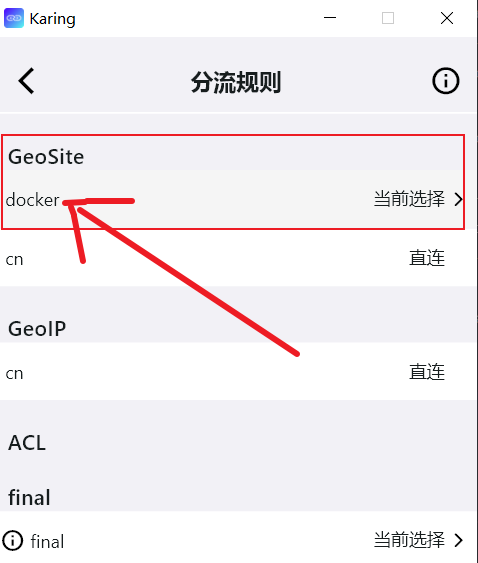 Karing
分流规则
GeoSite
docker 当前选择
cn 直连
GeoIP
cn 直连
ACL
final
final 当前选择